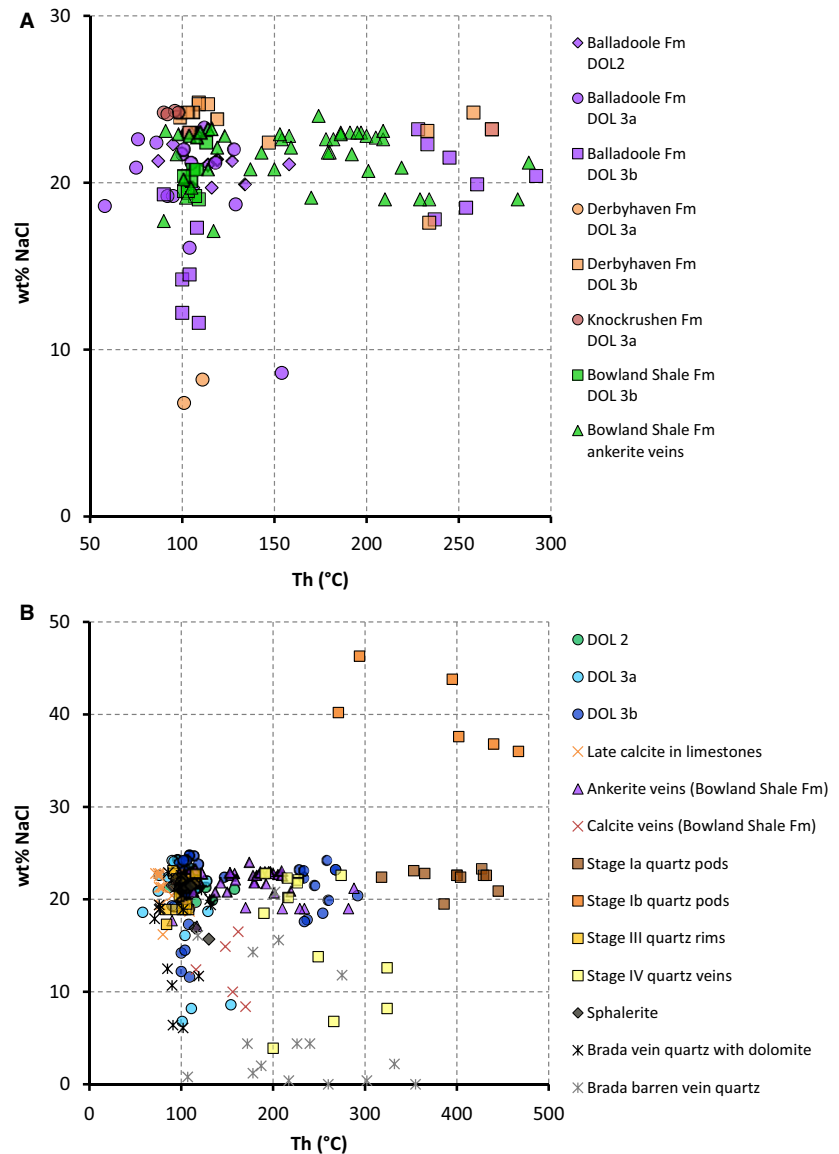 A
30
20
10
0
wt% NaCl
50
100
150
200
250
300
Th (°C)
Balladoole Fm
DOL2
Balladoole Fm
DOL 3a
Balladoole Fm
DOL 3b
Derbyhaven Fm
DOL 3a
Derbyhaven Fm
DOL 3b
Knockrushen Fm
DOL 3a
Bowland Shale Fm
DOL 3b
Bowland Shale Fm
ankerite veins
B
50
40
30
20
10
0
wt% NaCl
0
100
200
300
400
500
Th (°C)
DOL 2
DOL 3a
DOL 3b
Late calcite in limestones
Ankerite veins (Bowland Shale Fm)
Calcite veins (Bowland Shale Fm)
Stage Ia quartz pods
Stage Ib quartz pods
Stage III quartz rims
Stage IV quartz veins
Sphalerite
Brada vein quartz with dolomite
Brada barren vein quartz